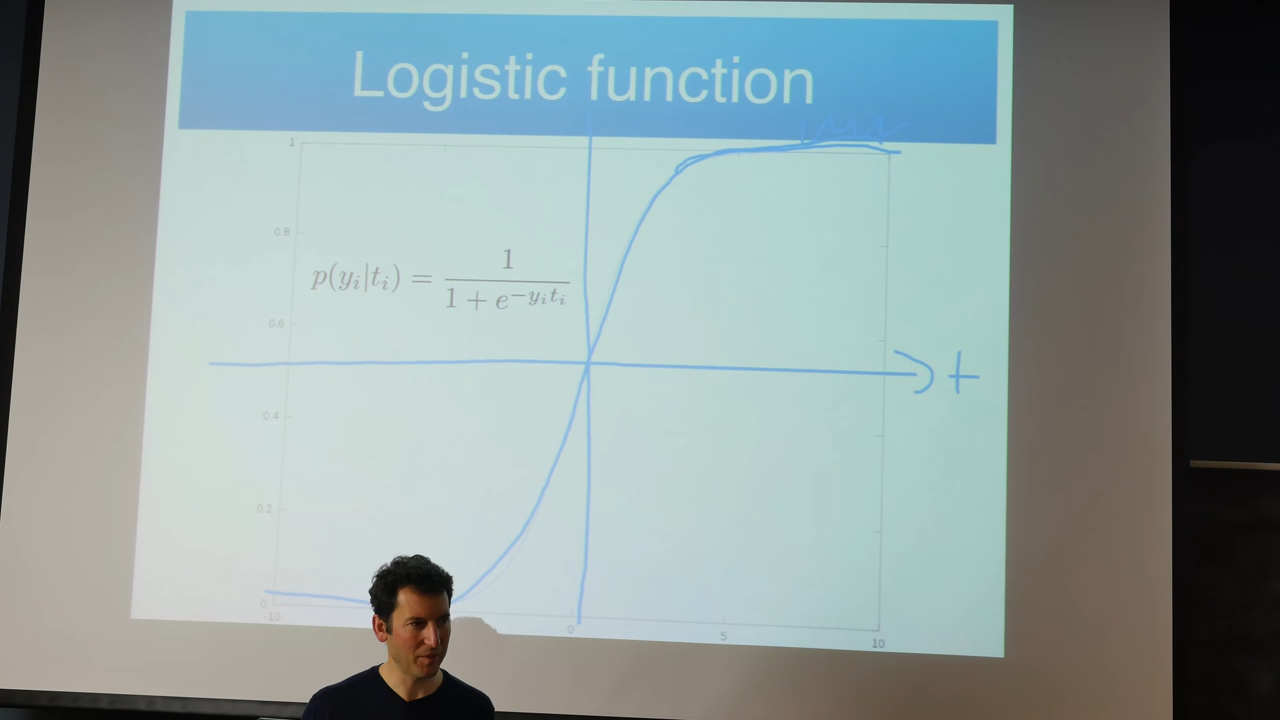 Logistic function
1
0.8
p(y_i|t_i) = \frac{1}{1 + e^{-y_i t_i}}
0.6
t
0.4
0.2
0
-10 0 5 10